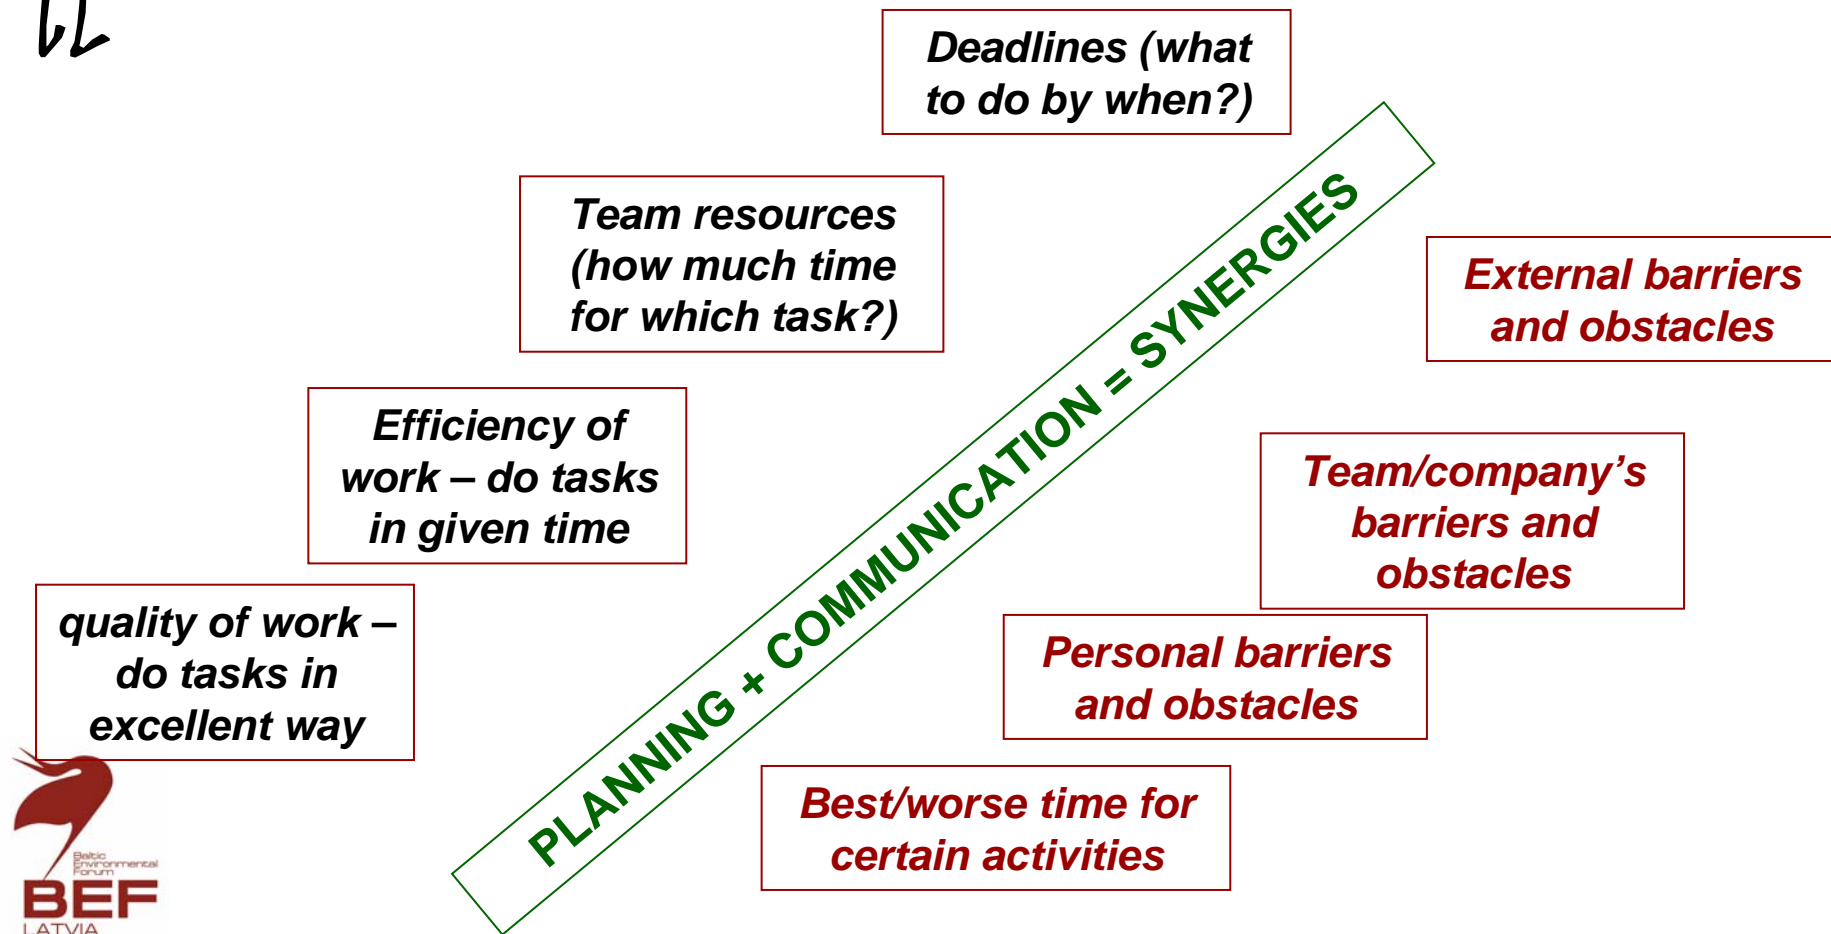 Deadlines (what
to do by when?)
Team resources
(how much time
for which task?)
External barriers
and obstacles
PLANNING + COMMUNICATION = SYNERGIES
Efficiency of
work – do tasks
in given time
Team/company’s
barriers and
obstacles
quality of work –
do tasks in
excellent way
Personal barriers
and obstacles
Best/worse time for
certain activities
Baltic
Environmental
Forum
BEF
LATVIA